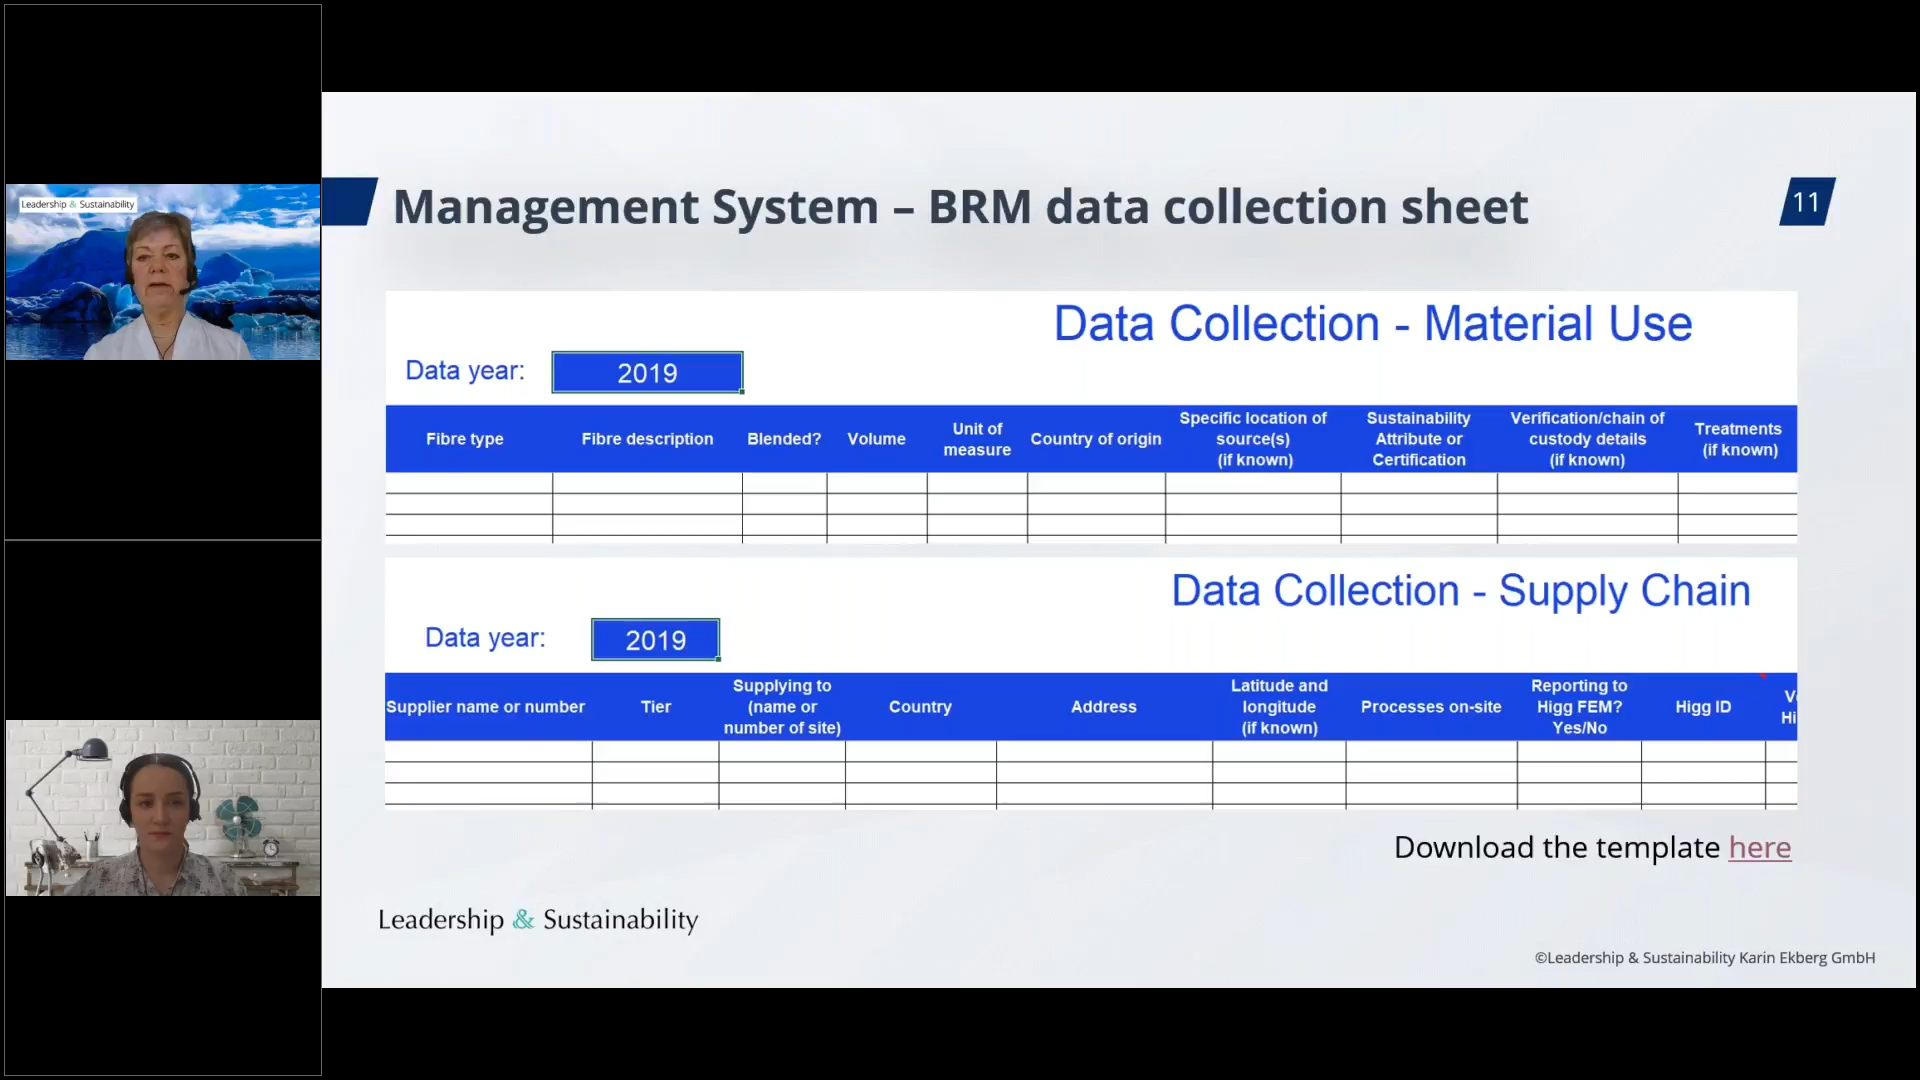 Leadership & Sustainability
Management System – BRM data collection sheet
11
Data Collection - Material Use
Data year:
2019
Fibre type
Fibre description
Blended?
Volume
Unit of
measure
Country of origin
Specific location of
source(s)
(if known)
Sustainability
Attribute or
Certification
Verification/chain of
custody details
(if known)
Treatments
(if known)
Data Collection - Supply Chain
Data year:
2019
Supplier name or number
Tier
Supplying to
(name or
number of site)
Country
Address
Latitude and
longitude
(if known)
Processes on-site
Reporting to
Higg FEM?
Yes/No
Higg ID
Download the template here
Leadership & Sustainability
©Leadership & Sustainability Karin Ekberg GmbH